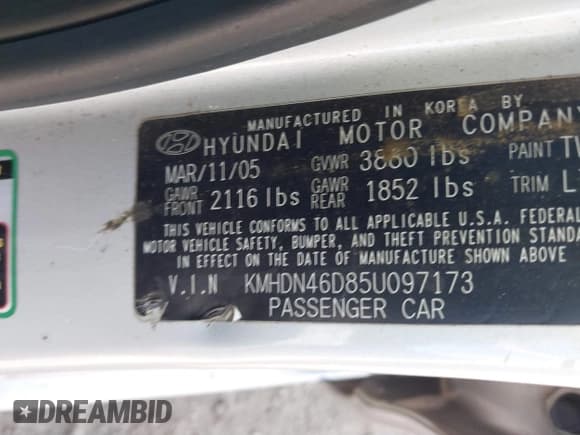 MANUFACTURED IN KOREA BY
HYUNDAI MOTOR COMPANY
MAR/11/05 GVWR 3880 lbs PAINT TW
GAWR FRONT 2116 lbs GAWR REAR 1852 lbs TRIM L
THIS VEHICLE CONFORMS TO ALL APPLICABLE U.S.A. FEDERAL
MOTOR VEHICLE SAFETY, BUMPER, AND THEFT PREVENTION STANDA
IN EFFECT ON THE DATE OF MANUFACTURE SHOWN ABOVE
V.I.N KMHDN46D85U097173
PASSENGER CAR
DREAMBID